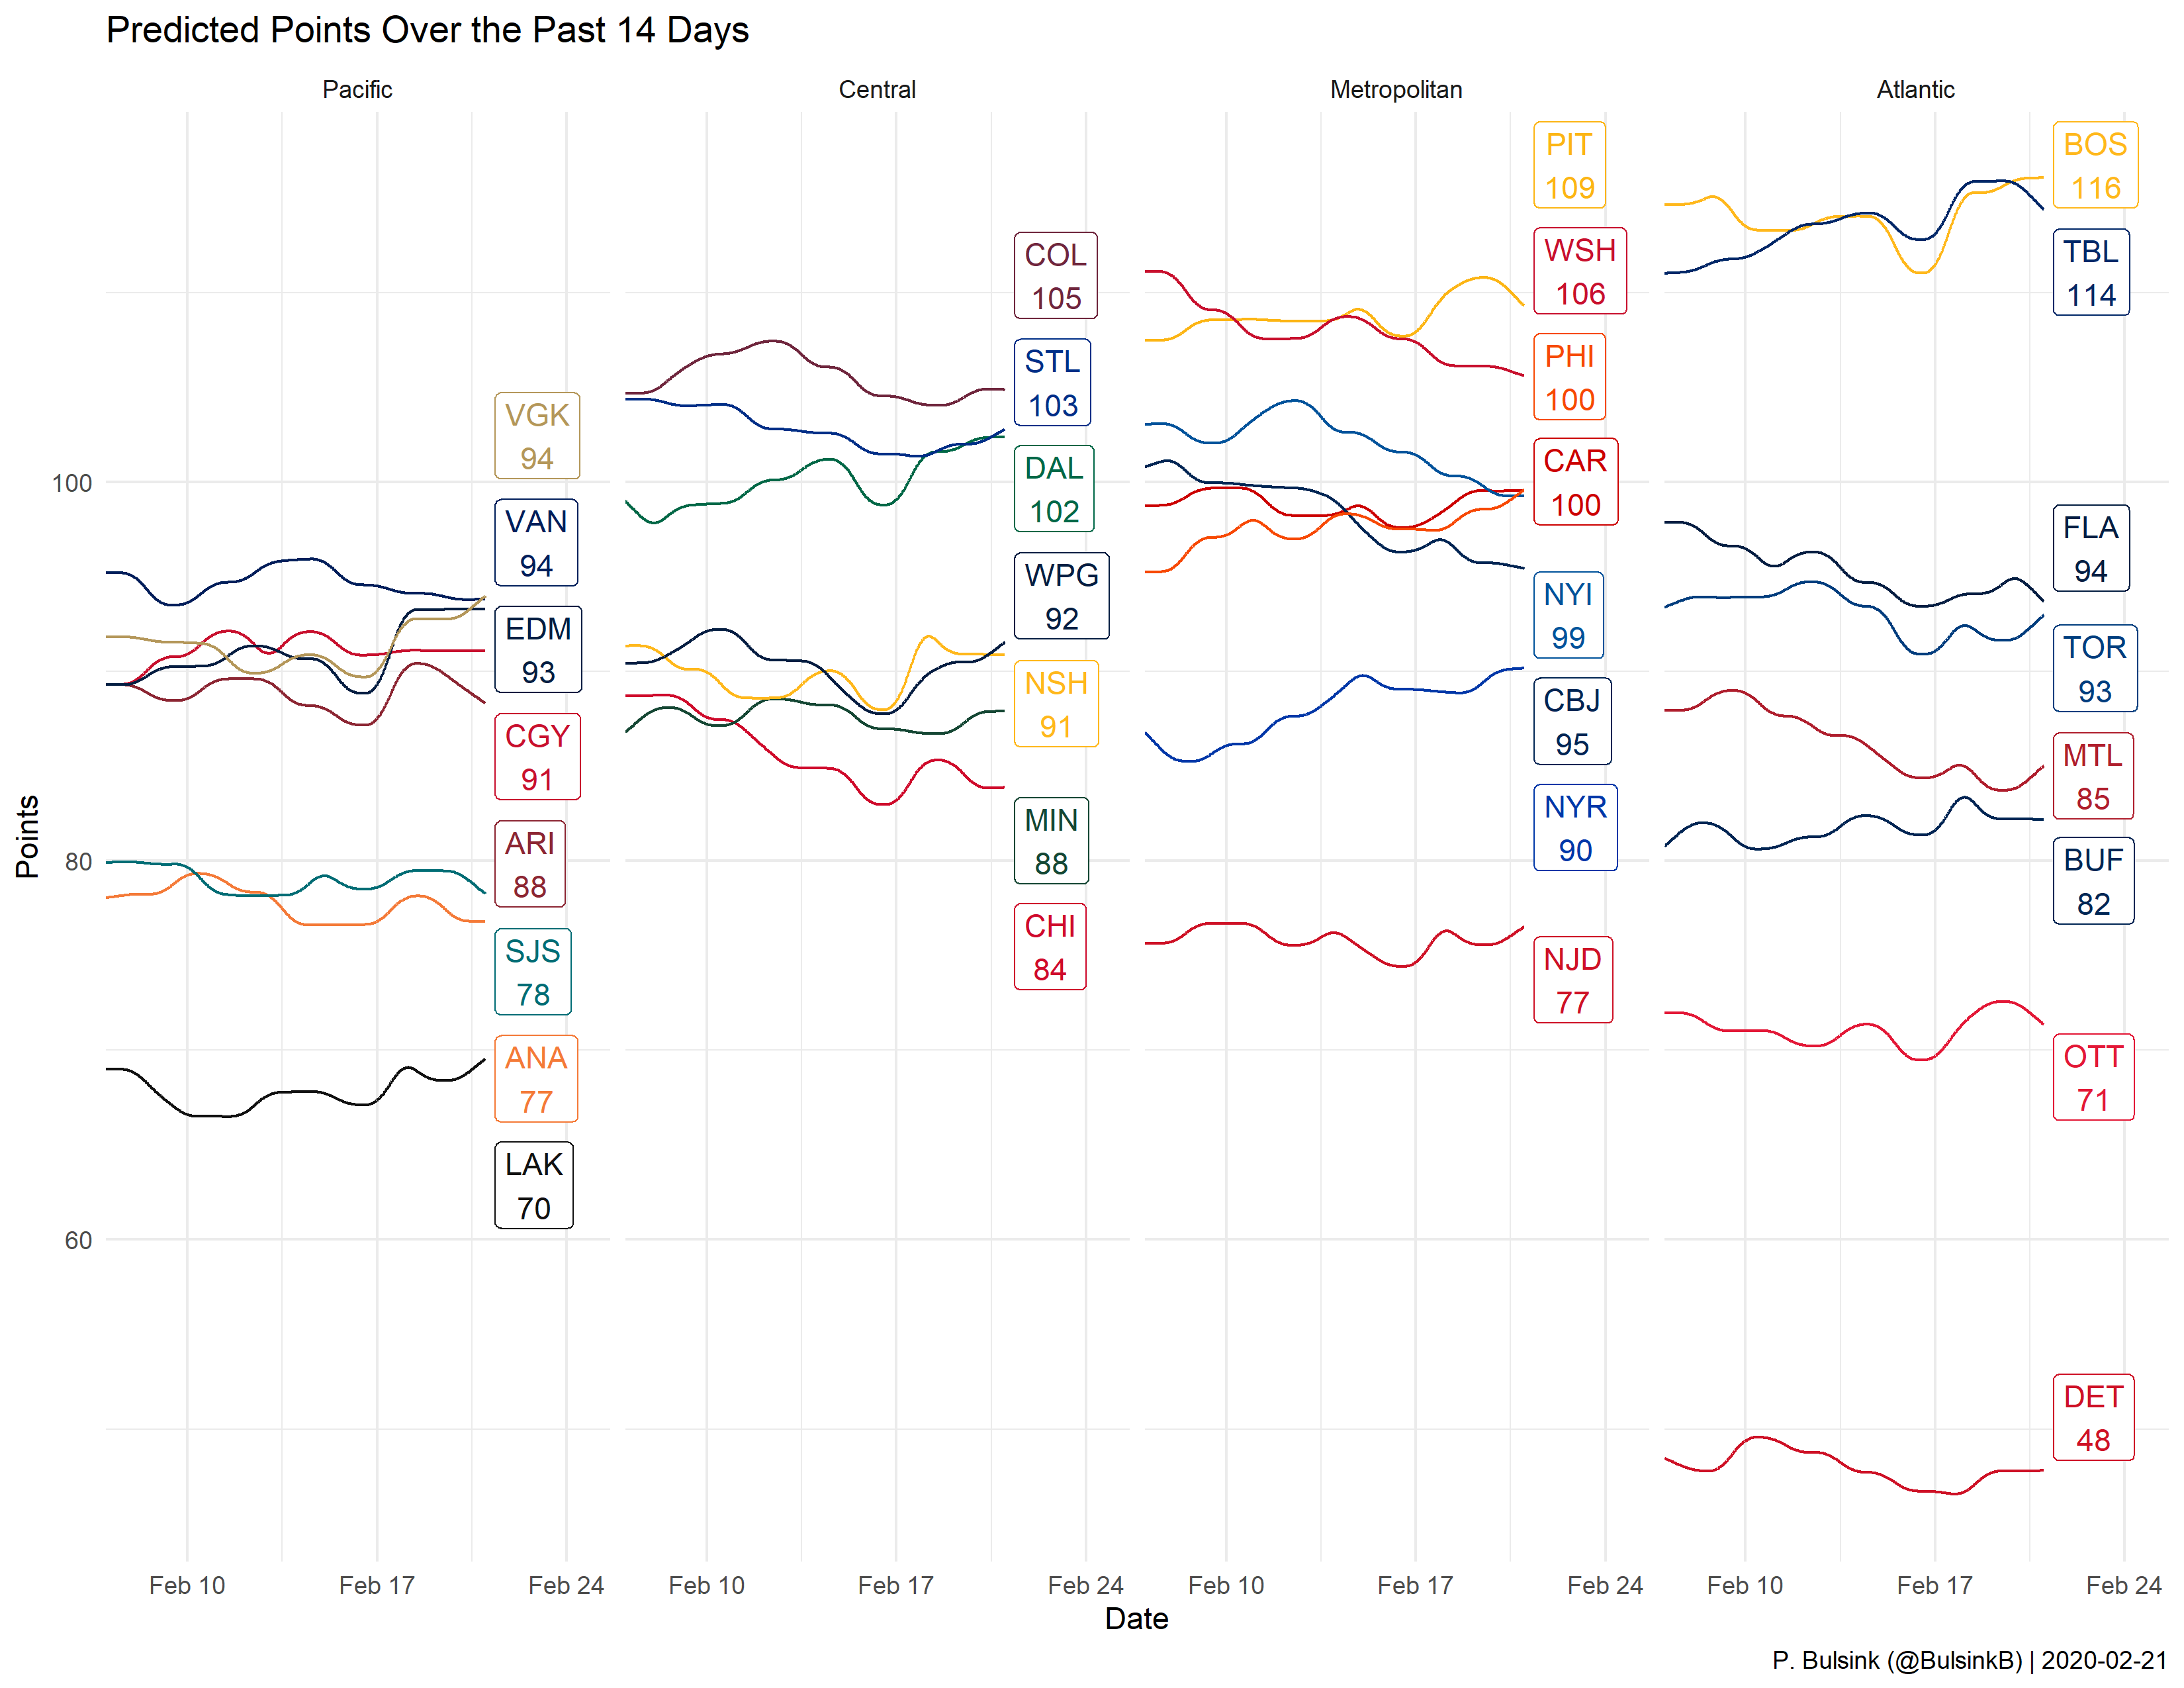 Predicted Points Over the Past 14 Days
Pacific
Central
Metropolitan
Atlantic
Points
100
80
60
VGK
94
VAN
94
EDM
93
CGY
91
ARI
88
SJS
78
ANA
77
LAK
70
COL
105
STL
103
DAL
102
WPG
92
NSH
91
MIN
88
CHI
84
PIT
109
WSH
106
PHI
100
CAR
100
NYI
99
CBJ
95
NYR
90
NJD
77
BOS
116
TBL
114
FLA
94
TOR
93
MTL
85
BUF
82
OTT
71
DET
48
Feb 10
Feb 17
Feb 24
Feb 10
Feb 17
Feb 24
Feb 10
Feb 17
Feb 24
Feb 10
Feb 17
Feb 24
Date
P. Bulsink (@BulsinkB) | 2020-02-21